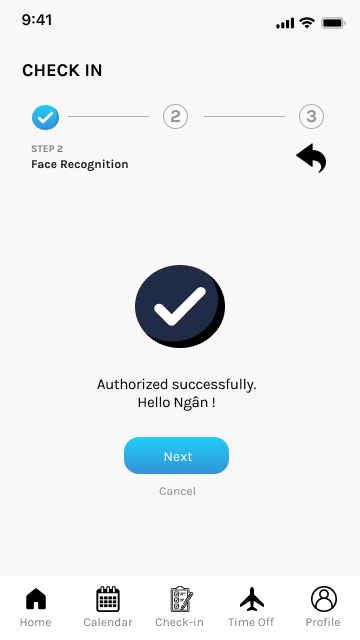 9:41
CHECK IN
2
3
STEP 2
Face Recognition
Authorized successfully.
Hello Ngân !
Next
Cancel
Home Calendar Check-in Time Off Profile